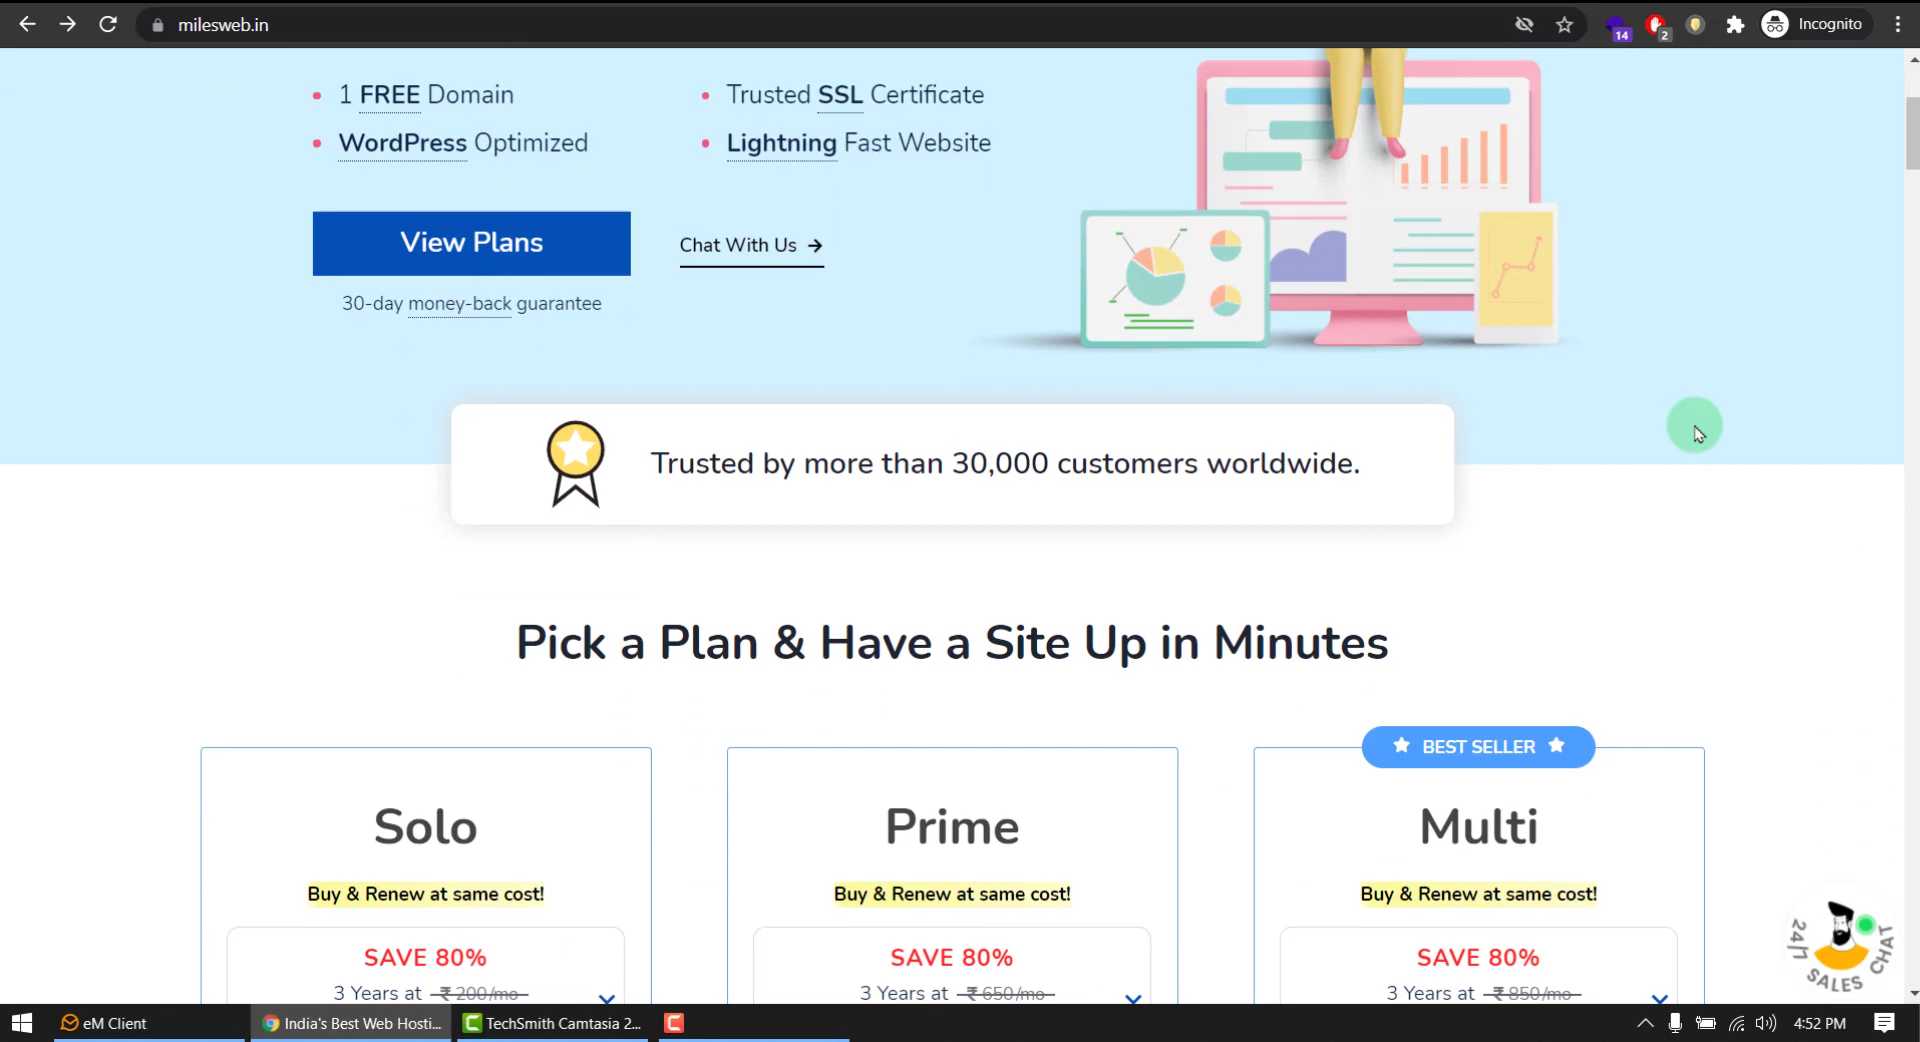 milesweb.in
14
2
Incognito
1 FREE Domain
Trusted SSL Certificate
WordPress Optimized
Lightning Fast Website
View Plans
Chat With Us →
30-day money-back guarantee
Trusted by more than 30,000 customers worldwide.
Pick a Plan & Have a Site Up in Minutes
BEST SELLER
Solo
Prime
Multi
Buy & Renew at same cost!
Buy & Renew at same cost!
Buy & Renew at same cost!
SAVE 80%
SAVE 80%
SAVE 80%
3 Years at ₹ 200/mo
3 Years at ₹ 650/mo
3 Years at ₹ 850/mo
24/7 SALES CHAT
eM Client
India's Best Web Hosti...
TechSmith Camtasia 2...
4:52 PM